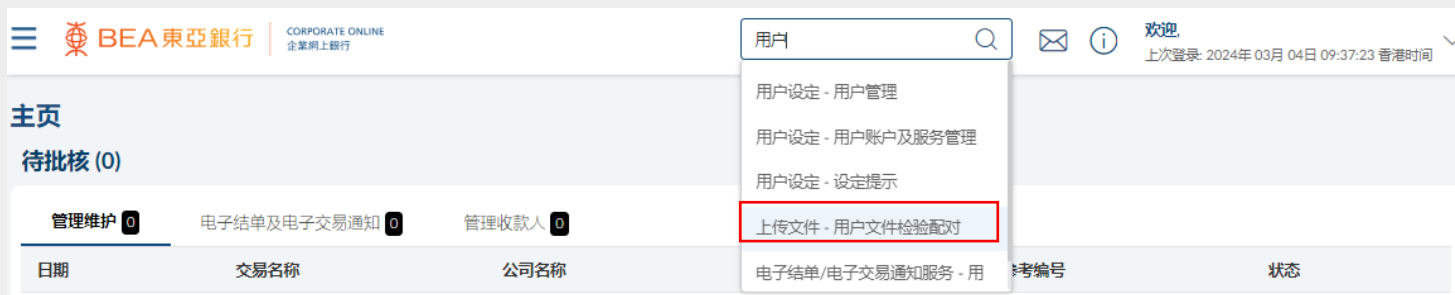 BEA東亞銀行
CORPORATE ONLINE
企業網上銀行
用户
欢迎,
上次登录: 2024年 03月 04日 09:37:23 香港时间
用户设定 - 用户管理
用户设定 - 用户账户及服务管理
用户设定 - 设定提示
上传文件 - 用户文件检验配对
电子结单/电子交易通知服务 - 用
主页
待批核 (0)
管理维护 0
电子结单及电子交易通知 0
管理收款人 0
日期
交易名称
公司名称
参考编号
状态